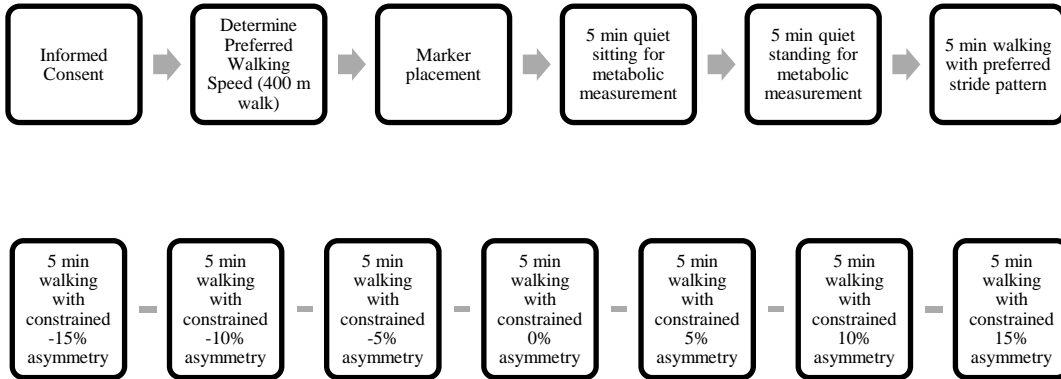 Informed
Consent
Determine
Preferred
Walking
Speed (400 m
walk)
Marker
placement
5 min quiet
sitting for
metabolic
measurement
5 min quiet
standing for
metabolic
measurement
5 min walking
with preferred
stride pattern
5 min
walking
with
constrained
-15%
asymmetry
5 min
walking
with
constrained
-10%
asymmetry
5 min
walking
with
constrained
-5%
asymmetry
5 min
walking
with
constrained
0%
asymmetry
5 min
walking
with
constrained
5%
asymmetry
5 min
walking
with
constrained
10%
asymmetry
5 min
walking
with
constrained
15%
asymmetry